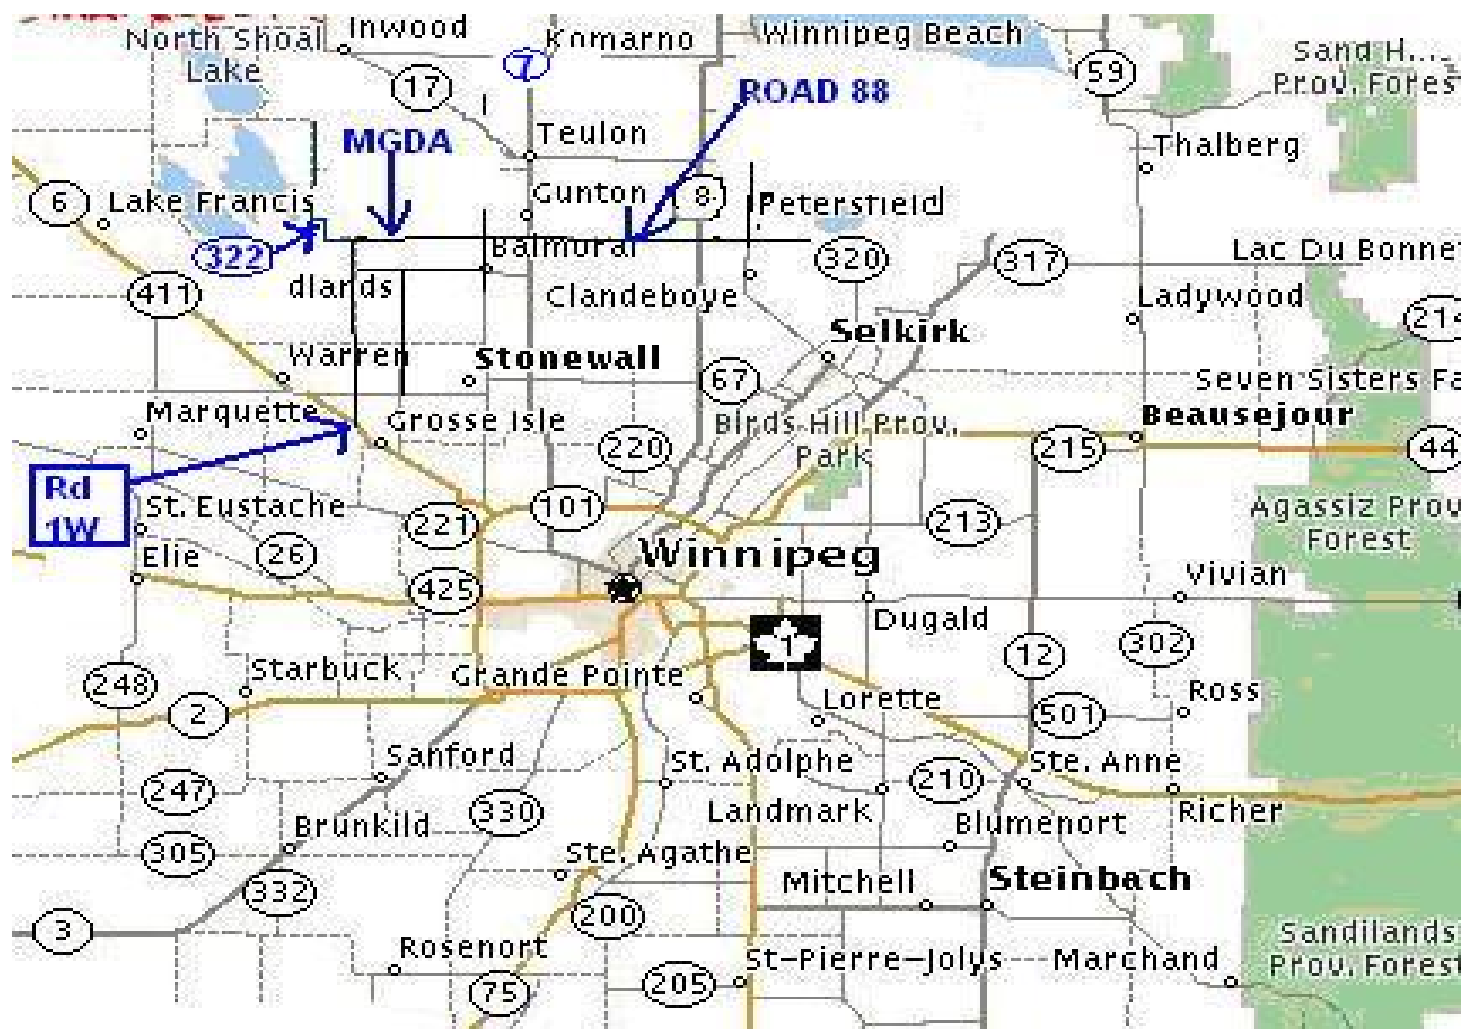 Inwood
Komarno
Winnipeg Beach
North Shoal
Lake
7
59
Sand H....
Prov. Forest
17
ROAD 88
MGDA
Teulon
Thalberg
6
Lake Francis
Gunton
8
Petersfield
322
Balmoral
320
317
Lac Du Bonnet
411
dlands
Clandeboye
Ladywood
214
Warren
Stonewall
Selkirk
67
Seven Sisters Fa
Marquette
Grosse Isle
Birds Hill Prov.
Park
Beausejour
220
215
44
Rd
1W
St. Eustache
221
101
213
Agassiz Prov
Forest
Elie
26
Winnipeg
425
Vivian
Dugald
1
12
302
248
Starbuck
Grande Pointe
Lorette
Ross
2
501
Sanford
St. Adolphe
Ste. Anne
247
330
210
Landmark
Richer
Brunkild
Blumenort
305
Ste. Agathe
332
Mitchell
Steinbach
3
200
Rosenort
St-Pierre-Jolys
Marchand
Sandilands
Prov. Forest
75
205